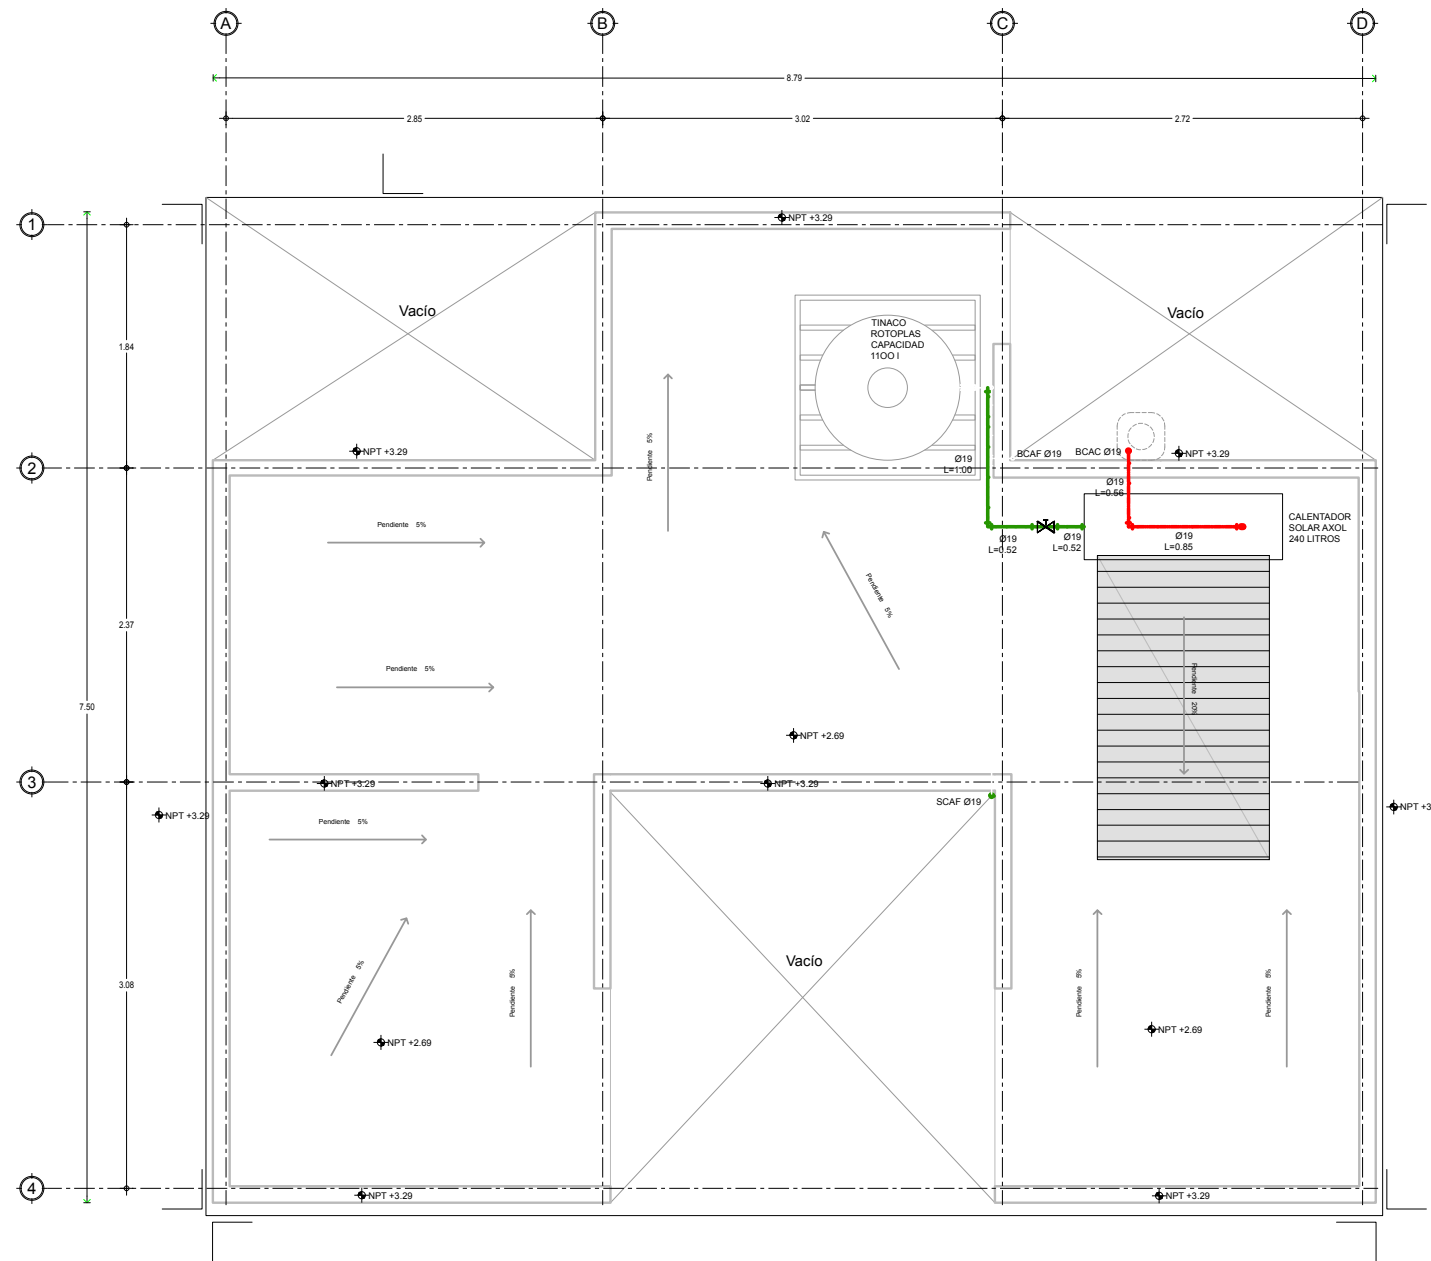 A
B
C
D
8.79
2.85
3.02
2.72
1
NPT +3.29
Vacío
Vacío
TINACO
ROTOPLAS
CAPACIDAD
11OO l
1.84
Pendiente 5%
NPT +3.29
BCAF Ø19
BCAC Ø19
NPT +3.29
2
Ø19
L=1.00
Ø19
L=0.56
CALENTADOR
SOLAR AXOL
240 LITROS
Pendiente 5%
Ø19
L=0.52
Ø19
L=0.52
Ø19
L=0.85
Pendiente 5%
2.37
Pendiente 5%
Pendiente 20%
7.50
NPT +2.69
3
NPT +3.29
NPT +3.29
SCAF Ø19
NPT +3.29
NPT +3
Pendiente 5%
Vacío
3.08
Pendiente 5%
Pendiente 5%
Pendiente 5%
Pendiente 5%
NPT +2.69
NPT +2.69
4
NPT +3.29
NPT +3.29